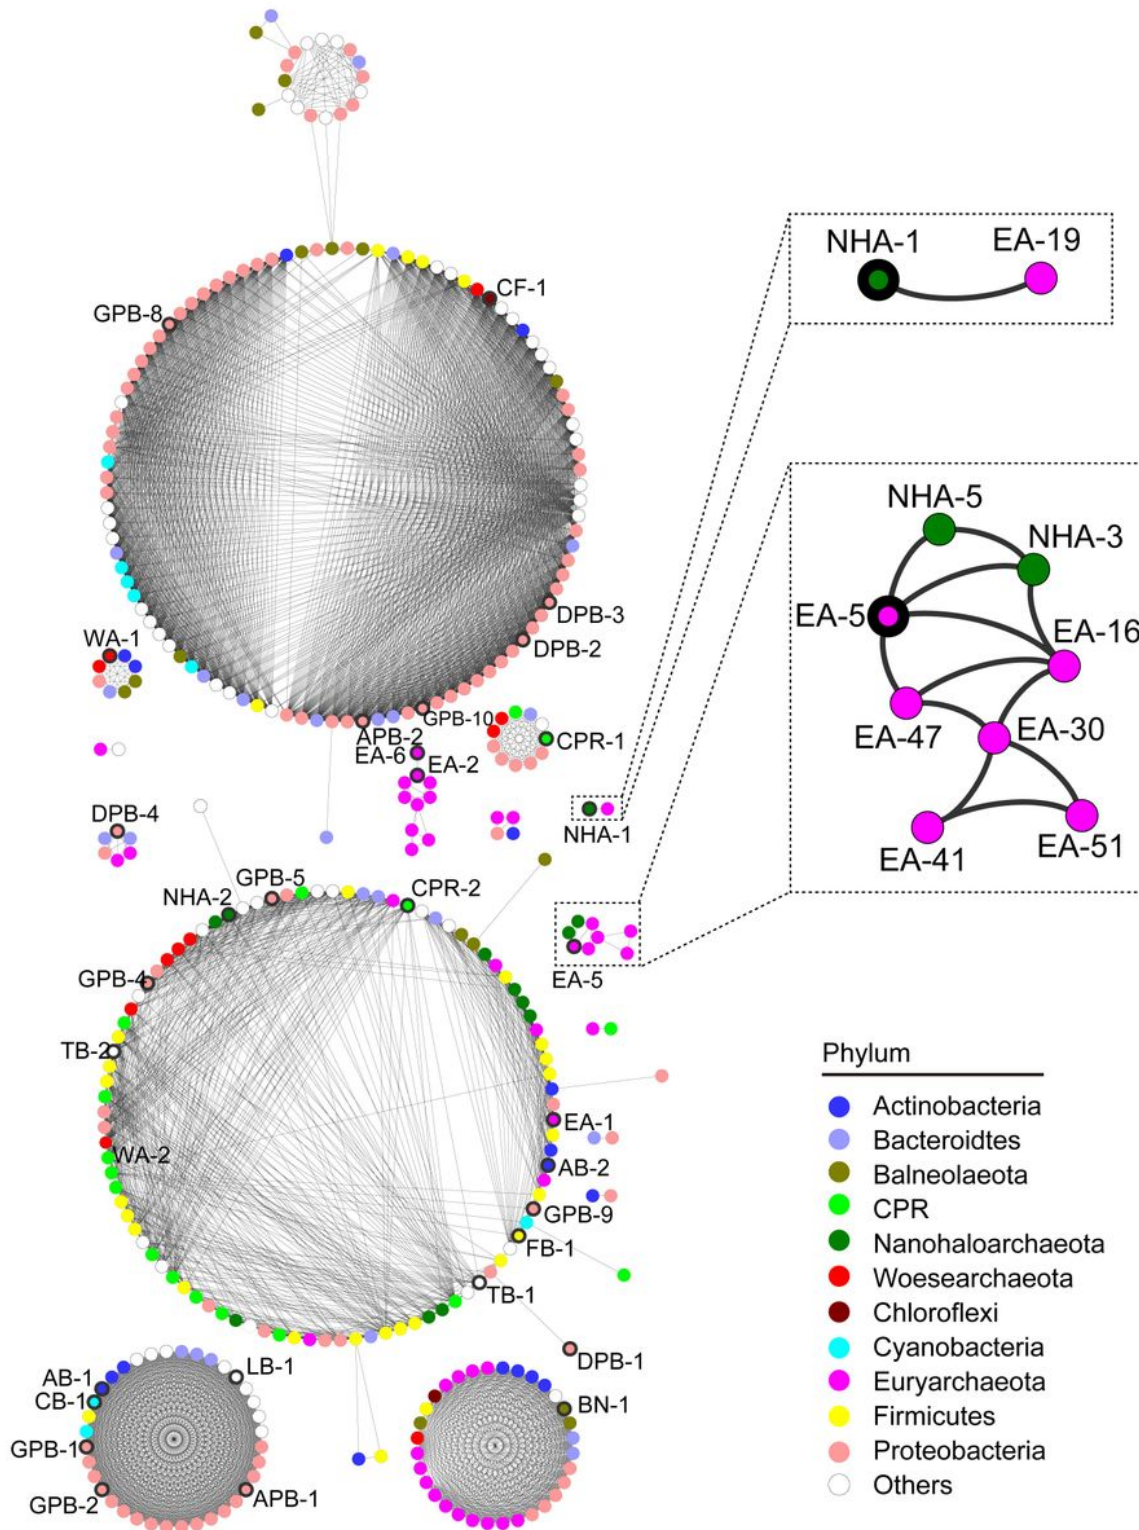 NHA-1
EA-19
CF-1
GPB-8
NHA-5
NHA-3
EA-5
EA-16
EA-47
EA-30
EA-41
EA-51
DPB-3
DPB-2
WA-1
GPB-10
APB-2
EA-6
EA-2
CPR-1
DPB-4
NHA-1
GPB-5
NHA-2
CPR-2
GPB-4
EA-5
TB-2
WA-2
EA-1
AB-2
GPB-9
FB-1
TB-1
DPB-1
LB-1
AB-1
CB-1
BN-1
GPB-1
GPB-2
APB-1
Phylum
Actinobacteria
Bacteroidtes
Balneolaeota
CPR
Nanohaloarchaeota
Woesearchaeota
Chloroflexi
Cyanobacteria
Euryarchaeota
Firmicutes
Proteobacteria
Others